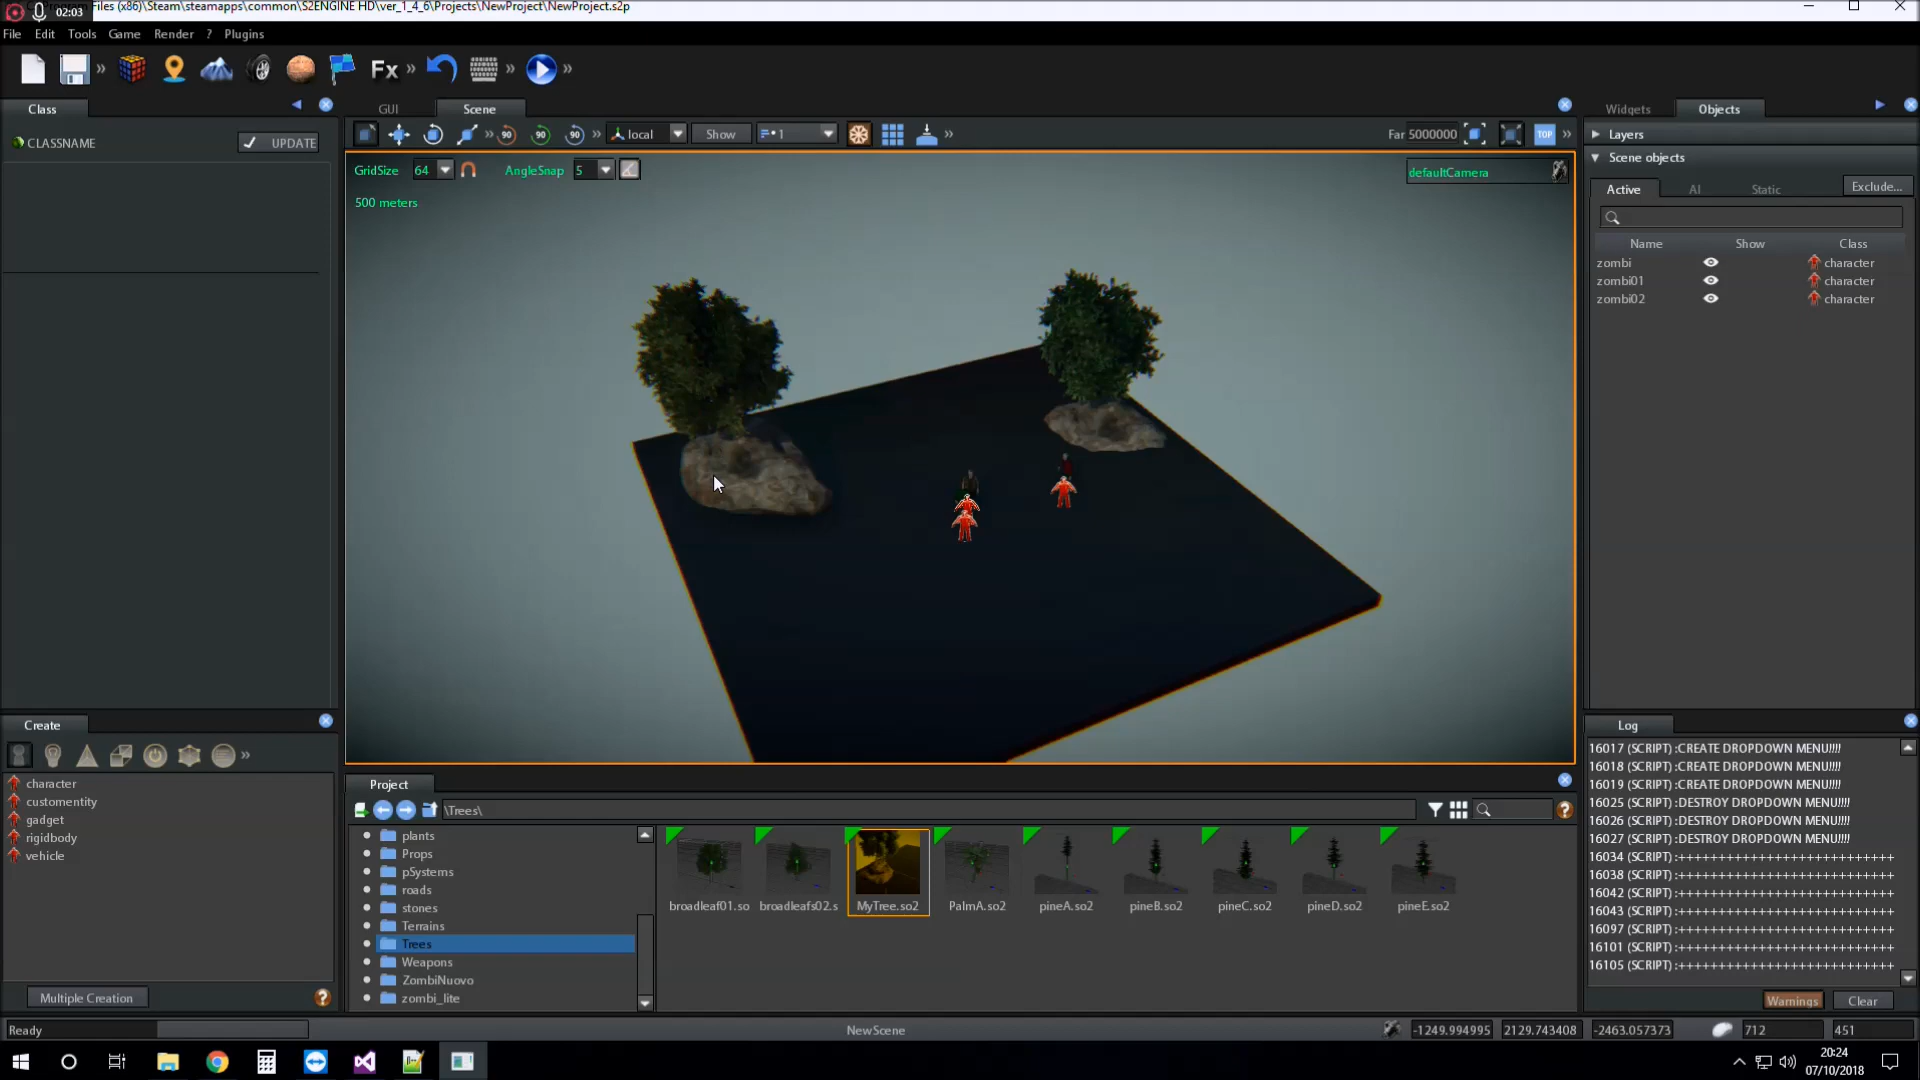 02:03
Files (x86)\Steam\steamapps\common\S2ENGINE HD\ver_1_4_6\Projects\NewProject\NewProject.s2p
File Edit Tools Game Render ? Plugins
Fx
Class
CLASSNAME
UPDATE
GUI Scene
90 90 90 local Show 1 Far 5000000 TOP
GridSize 64 AngleSnap 5
500 meters
defaultCamera
Widgets Objects
Layers
Scene objects
Active AI Static Exclude...
Name Show Class
zombi character
zombi01 character
zombi02 character
Create
character
customentity
gadget
rigidbody
vehicle
Multiple Creation
Project
\Trees\
plants
Props
pSystems
roads
stones
Terrains
Trees
Weapons
ZombiNuovo
zombi_lite
broadleaf01.so broadleafs02.s MyTree.so2 PalmA.so2 pineA.so2 pineB.so2 pineC.so2 pineD.so2 pineE.so2
Log
16017 (SCRIPT) :CREATE DROPDOWN MENU!!!!
16018 (SCRIPT) :CREATE DROPDOWN MENU!!!!
16019 (SCRIPT) :CREATE DROPDOWN MENU!!!!
16025 (SCRIPT) :DESTROY DROPDOWN MENU!!!!
16026 (SCRIPT) :DESTROY DROPDOWN MENU!!!!
16027 (SCRIPT) :DESTROY DROPDOWN MENU!!!!
16034 (SCRIPT) :+++++++++++++++++++++++++++
16038 (SCRIPT) :+++++++++++++++++++++++++++
16042 (SCRIPT) :+++++++++++++++++++++++++++
16043 (SCRIPT) :+++++++++++++++++++++++++++
16097 (SCRIPT) :+++++++++++++++++++++++++++
16101 (SCRIPT) :+++++++++++++++++++++++++++
16105 (SCRIPT) :+++++++++++++++++++++++++++
Warnings Clear
Ready NewScene -1249.994995 2129.743408 -2463.057373 712 451
20:24
07/10/2018